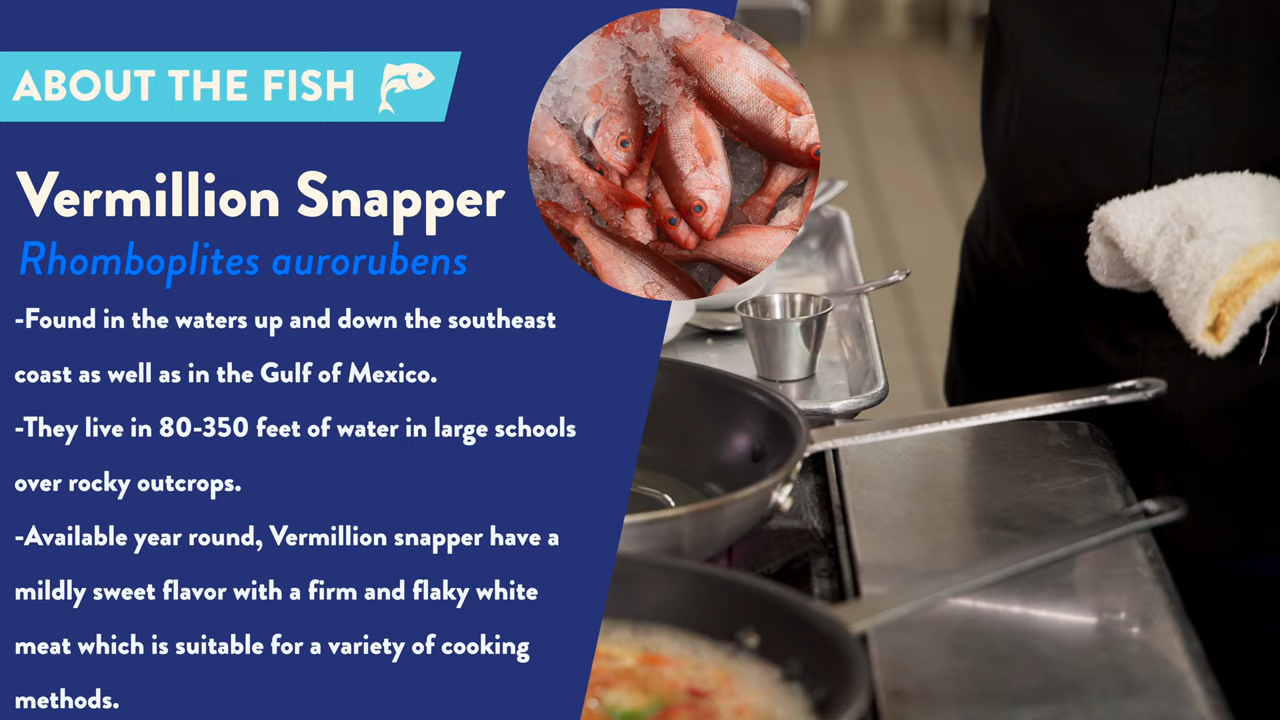 ABOUT THE FISH
Vermillion Snapper
Rhomboplites aurorubens
-Found in the waters up and down the southeast
coast as well as in the Gulf of Mexico.
-They live in 80-350 feet of water in large schools
over rocky outcrops.
-Available year round, Vermillion snapper have a
mildly sweet flavor with a firm and flaky white
meat which is suitable for a variety of cooking
methods.